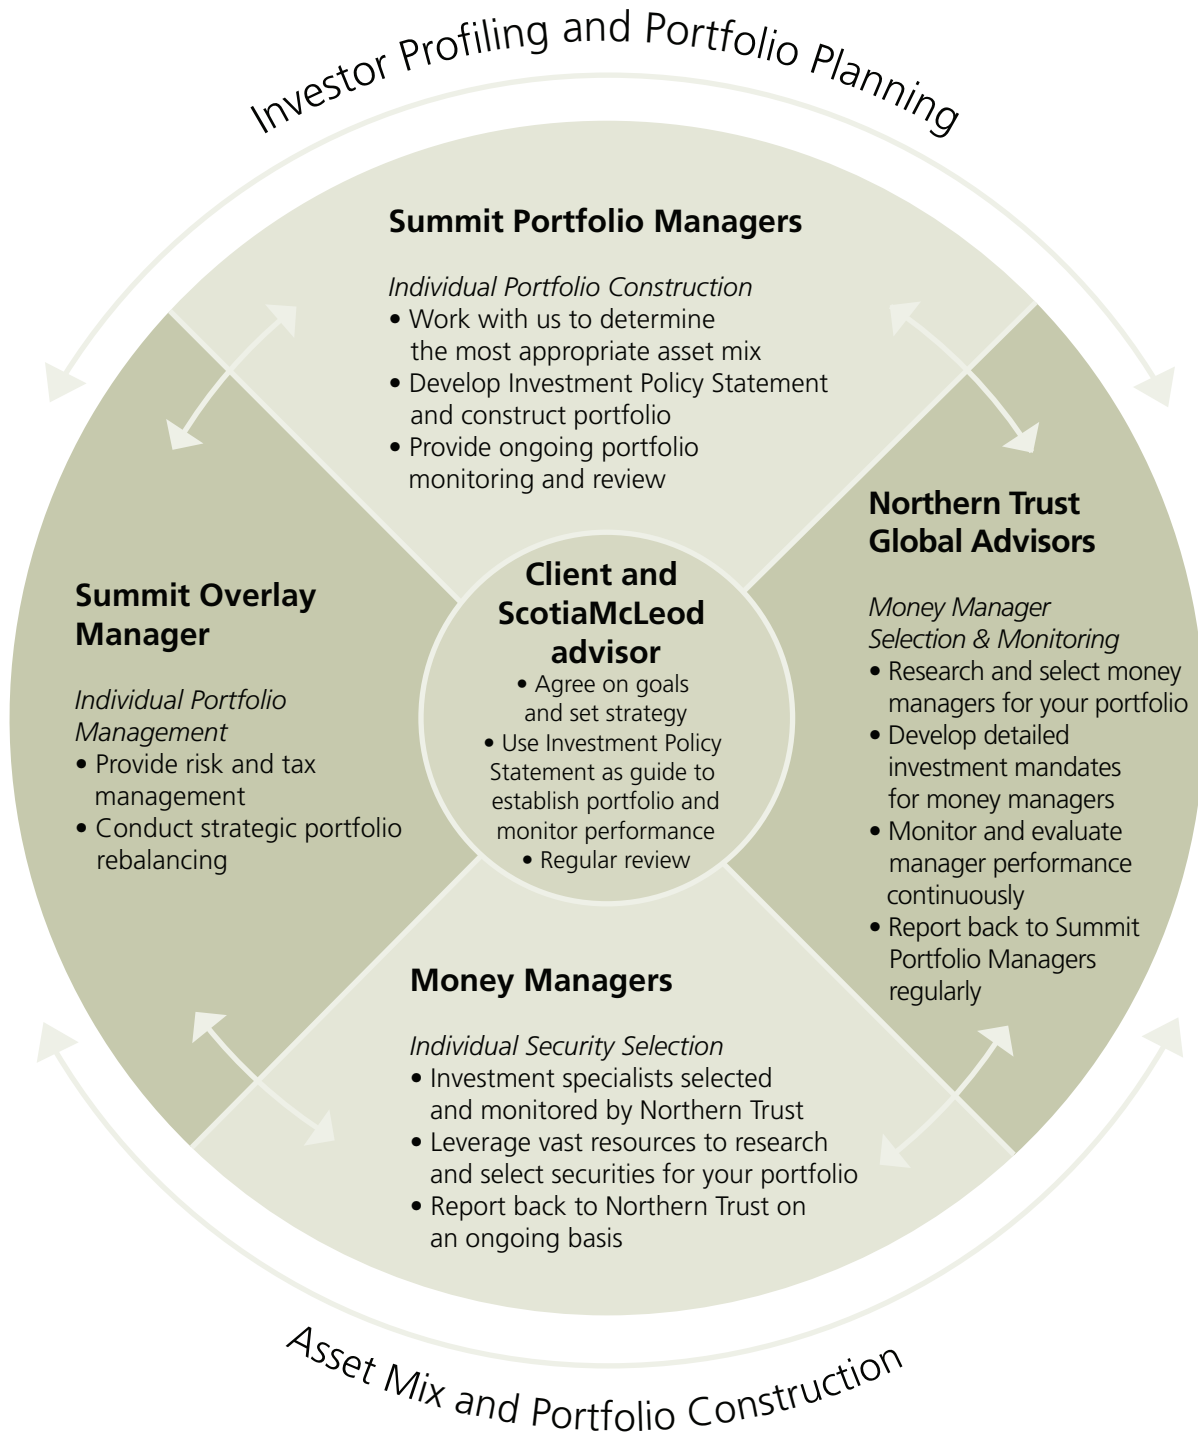 Investor Profiling and Portfolio Planning
Summit Portfolio Managers
Individual Portfolio Construction
• Work with us to determine
the most appropriate asset mix
• Develop Investment Policy Statement
and construct portfolio
• Provide ongoing portfolio
monitoring and review
Northern Trust
Global Advisors
Money Manager
Selection & Monitoring
• Research and select money
managers for your portfolio
• Develop detailed
investment mandates
for money managers
• Monitor and evaluate
manager performance
continuously
• Report back to Summit
Portfolio Managers
regularly
Client and
ScotiaMcLeod
advisor
• Agree on goals
and set strategy
• Use Investment Policy
Statement as guide to
establish portfolio and
monitor performance
• Regular review
Summit Overlay
Manager
Individual Portfolio
Management
• Provide risk and tax
management
• Conduct strategic portfolio
rebalancing
Money Managers
Individual Security Selection
• Investment specialists selected
and monitored by Northern Trust
• Leverage vast resources to research
and select securities for your portfolio
• Report back to Northern Trust on
an ongoing basis
Asset Mix and Portfolio Construction